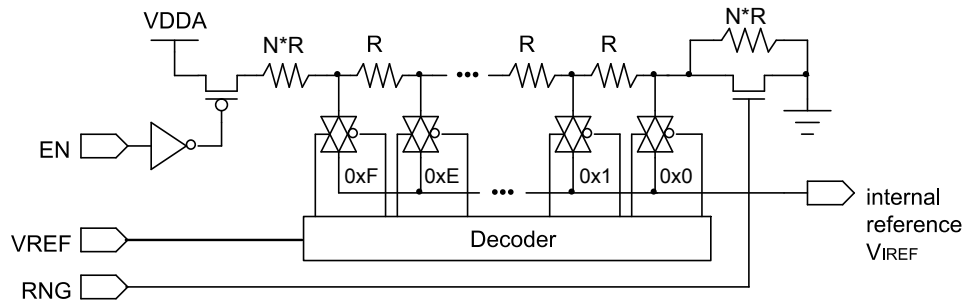 VDDA
N*R
R
•••
R
R
N*R
EN
0xF
0xE
•••
0x1
0x0
internal
reference
VIREF
VREF
Decoder
RNG